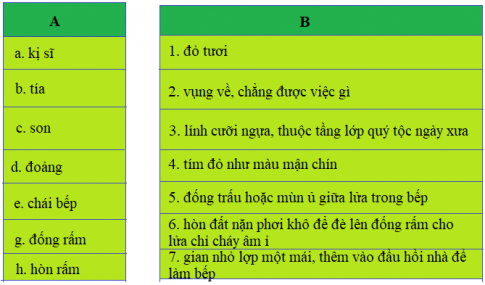 A
a. kị sĩ
b. tía
c. son
d. đoảng
e. chái bếp
g. đống rấm
h. hòn rấm
B
1. đỏ tươi
2. vụng về, chẳng được việc gì
3. lính cưỡi ngựa, thuộc tầng lớp quý tộc ngày xưa
4. tím đỏ như màu mận chín
5. đống trấu hoặc mùn ủ giữa lửa trong bếp
6. hòn đất nặn phơi khô để đè lên đống rấm cho
lửa chỉ cháy âm ỉ
7. gian nhỏ lợp một mái, thêm vào đầu hồi nhà để
làm bếp